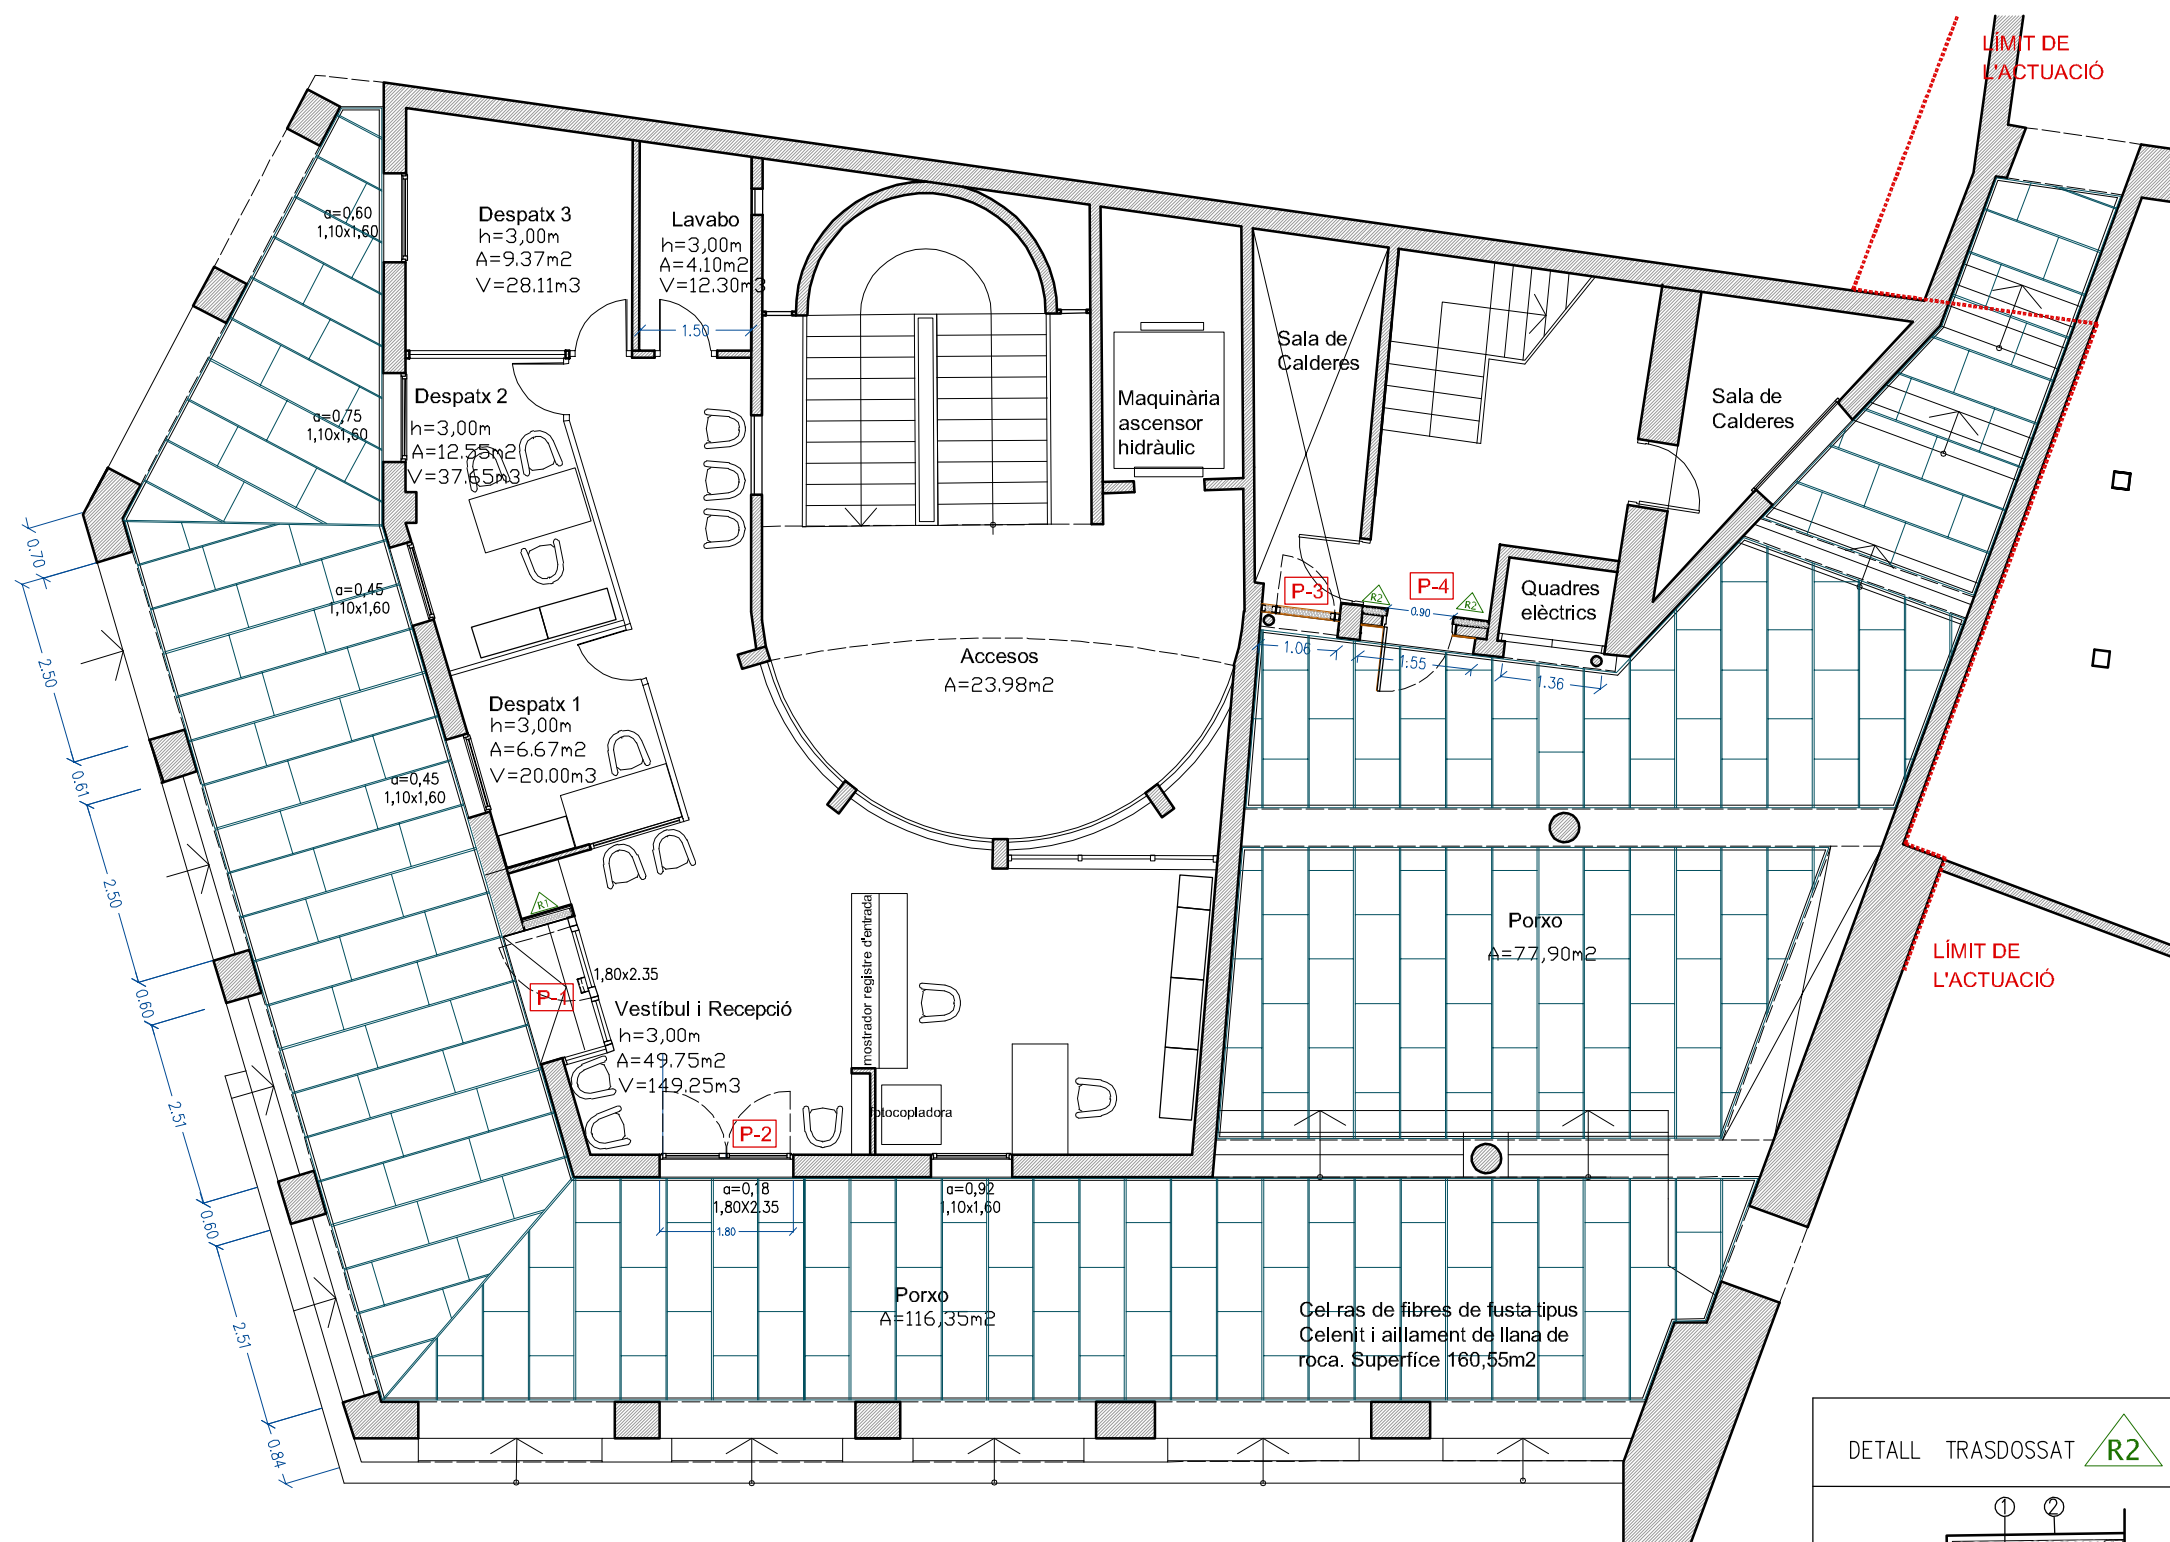 LÍMIT DE
L'ACTUACIÓ
a=0,60
1,10x1,60
Despatx 3
h=3,00m
A=9.37m2
V=28.11m3
Lavabo
h=3,00m
A=4.10m2
V=12.30m3
1.50
Sala de
Calderes
Maquinària
ascensor
hidràulic
Sala de
Calderes
a=0,75
1,10x1,60
Despatx 2
h=3,00m
A=12.55m2
V=37.65m3
0.70
a=0,45
1,10x1,60
P-3
R2
P-4
R2
0.90
Quadres
elèctrics
1.06
1.55
1.36
2.50
Accesos
A=23.98m2
Despatx 1
h=3,00m
A=6.67m2
V=20.00m3
a=0,45
1,10x1,60
0.61
2.50
R1
mostrador registre d'entrada
Porxo
A=77,90m2
LÍMIT DE
L'ACTUACIÓ
1,80x2.35
P-1
0.60
Vestíbul i Recepció
h=3,00m
A=49.75m2
V=149.25m3
fotocopladora
P-2
2.51
a=0,18
1,80X2.35
1.80
a=0,92
1,10x1,60
0.60
Porxo
A=116,35m2
Cel ras de fibres de fusta tipus
Celenit i aillament de llana de
roca. Superfíce 160,55m2
2.51
0.84
DETALL TRASDOSSAT R2
1 2